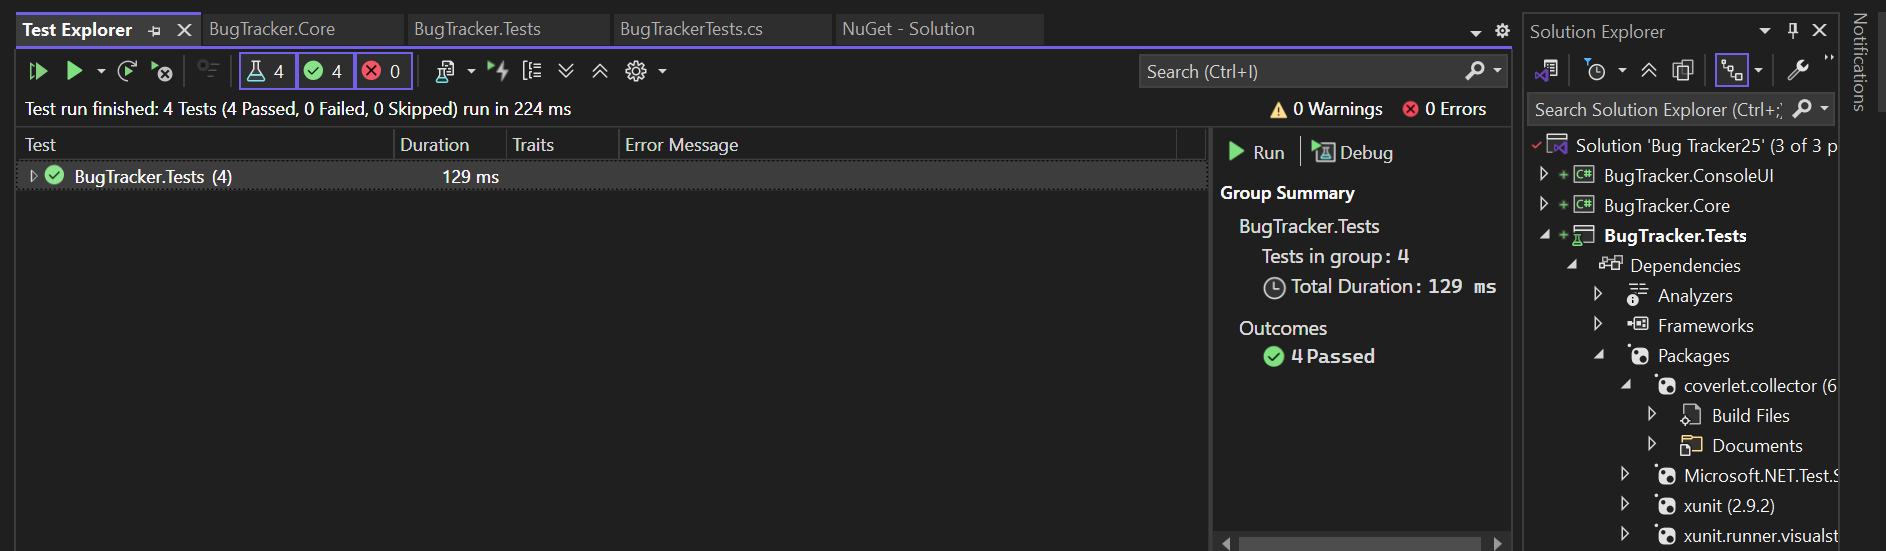 Test Explorer
BugTracker.Core
BugTracker.Tests
BugTrackerTests.cs
NuGet - Solution
4
4
0
Search (Ctrl+I)
Test run finished: 4 Tests (4 Passed, 0 Failed, 0 Skipped) run in 224 ms
0 Warnings
0 Errors
Test
Duration
Traits
Error Message
BugTracker.Tests (4)
129 ms
Run
Debug
Group Summary
BugTracker.Tests
Tests in group: 4
Total Duration: 129 ms
Outcomes
4 Passed
Solution Explorer
Search Solution Explorer (Ctrl+;)
Solution 'Bug Tracker25' (3 of 3 p
BugTracker.ConsoleUI
BugTracker.Core
BugTracker.Tests
Dependencies
Analyzers
Frameworks
Packages
coverlet.collector (6
Build Files
Documents
Microsoft.NET.Test.S
xunit (2.9.2)
xunit.runner.visualst
Notifications